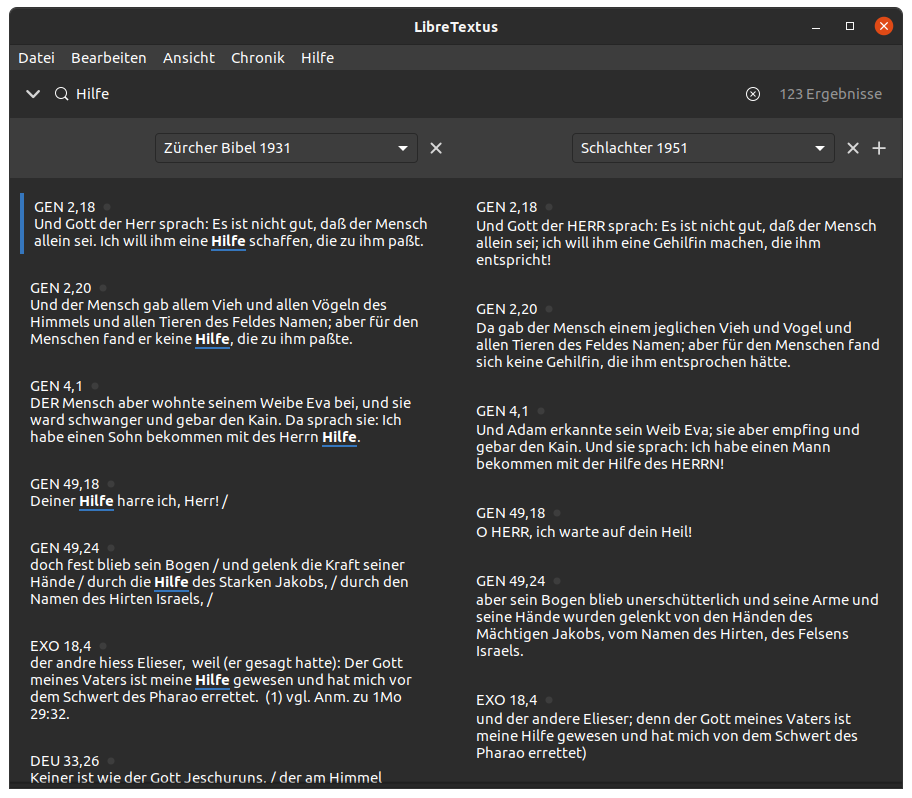 LibreTextus
Datei Bearbeiten Ansicht Chronik Hilfe
Hilfe 123 Ergebnisse
Zürcher Bibel 1931
Schlachter 1951
GEN 2,18
Und Gott der Herr sprach: Es ist nicht gut, daß der Mensch
allein sei. Ich will ihm eine Hilfe schaffen, die zu ihm paßt.
GEN 2,20
Und der Mensch gab allem Vieh und allen Vögeln des
Himmels und allen Tieren des Feldes Namen; aber für den
Menschen fand er keine Hilfe, die zu ihm paßte.
GEN 4,1
DER Mensch aber wohnte seinem Weibe Eva bei, und sie
ward schwanger und gebar den Kain. Da sprach sie: Ich
habe einen Sohn bekommen mit des Herrn Hilfe.
GEN 49,18
Deiner Hilfe harre ich, Herr! /
GEN 49,24
doch fest blieb sein Bogen / und gelenk die Kraft seiner
Hände / durch die Hilfe des Starken Jakobs, / durch den
Namen des Hirten Israels, /
EXO 18,4
der andre hiess Elieser,  weil (er gesagt hatte): Der Gott
meines Vaters ist meine Hilfe gewesen und hat mich vor
dem Schwert des Pharao errettet.  (1) vgl. Anm. zu 1Mo
29:32.
DEU 33,26
Keiner ist wie der Gott Jeschuruns, / der am Himmel
GEN 2,18
Und Gott der HERR sprach: Es ist nicht gut, daß der Mensch
allein sei; ich will ihm eine Gehilfin machen, die ihm
entspricht!
GEN 2,20
Da gab der Mensch einem jeglichen Vieh und Vogel und
allen Tieren des Feldes Namen; aber für den Menschen fand
sich keine Gehilfin, die ihm entsprochen hätte.
GEN 4,1
Und Adam erkannte sein Weib Eva; sie aber empfing und
gebar den Kain. Und sie sprach: Ich habe einen Mann
bekommen mit der Hilfe des HERRN!
GEN 49,18
O HERR, ich warte auf dein Heil!
GEN 49,24
aber sein Bogen blieb unerschütterlich und seine Arme und
seine Hände wurden gelenkt von den Händen des
Mächtigen Jakobs, vom Namen des Hirten, des Felsens
Israels.
EXO 18,4
und der andere Elieser; denn der Gott meines Vaters ist
meine Hilfe gewesen und hat mich von dem Schwert des
Pharao errettet)